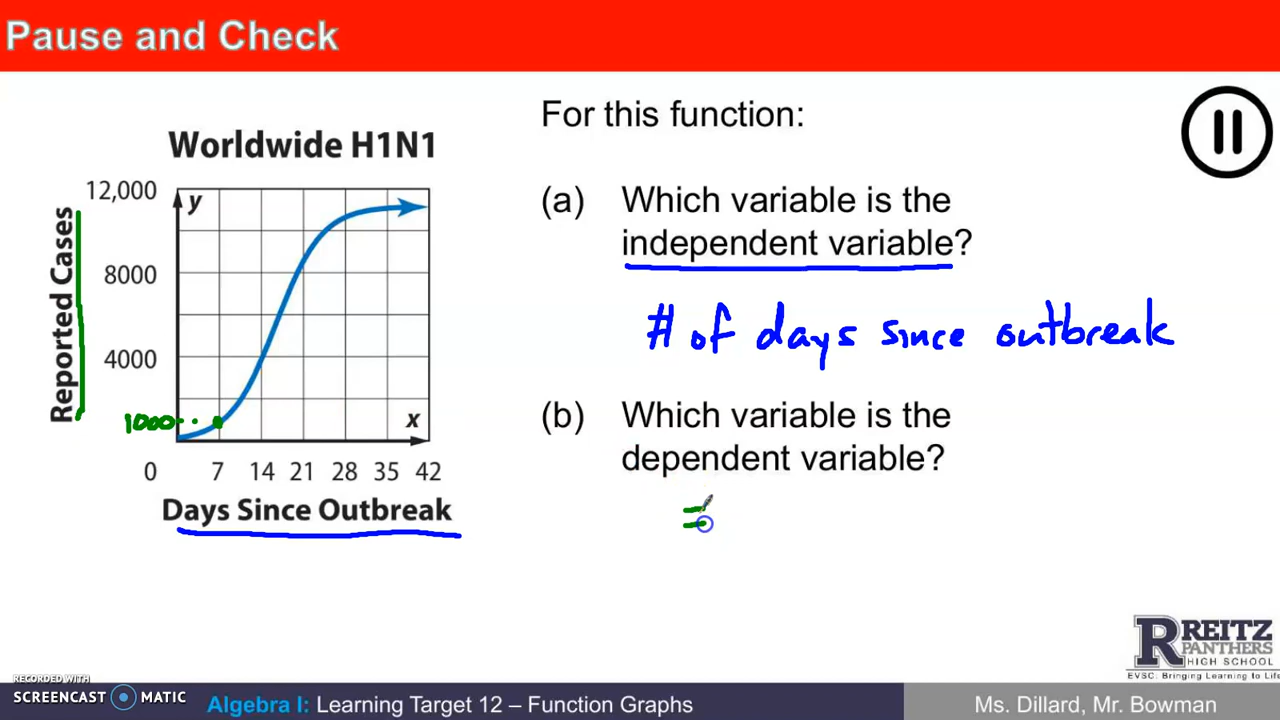 Pause and Check
For this function:
Worldwide H1N1
12,000
y
8000
4000
1000
x
0 7 14 21 28 35 42
Reported Cases
Days Since Outbreak
(a) Which variable is the
independent variable?
# of days since outbreak
(b) Which variable is the
dependent variable?
R REITZ
PANTHERS
HIGH SCHOOL
EVSC: Bringing Learning to Life
RECORDED WITH
SCREENCAST MATIC
Algebra I: Learning Target 12 – Function Graphs
Ms. Dillard, Mr. Bowman